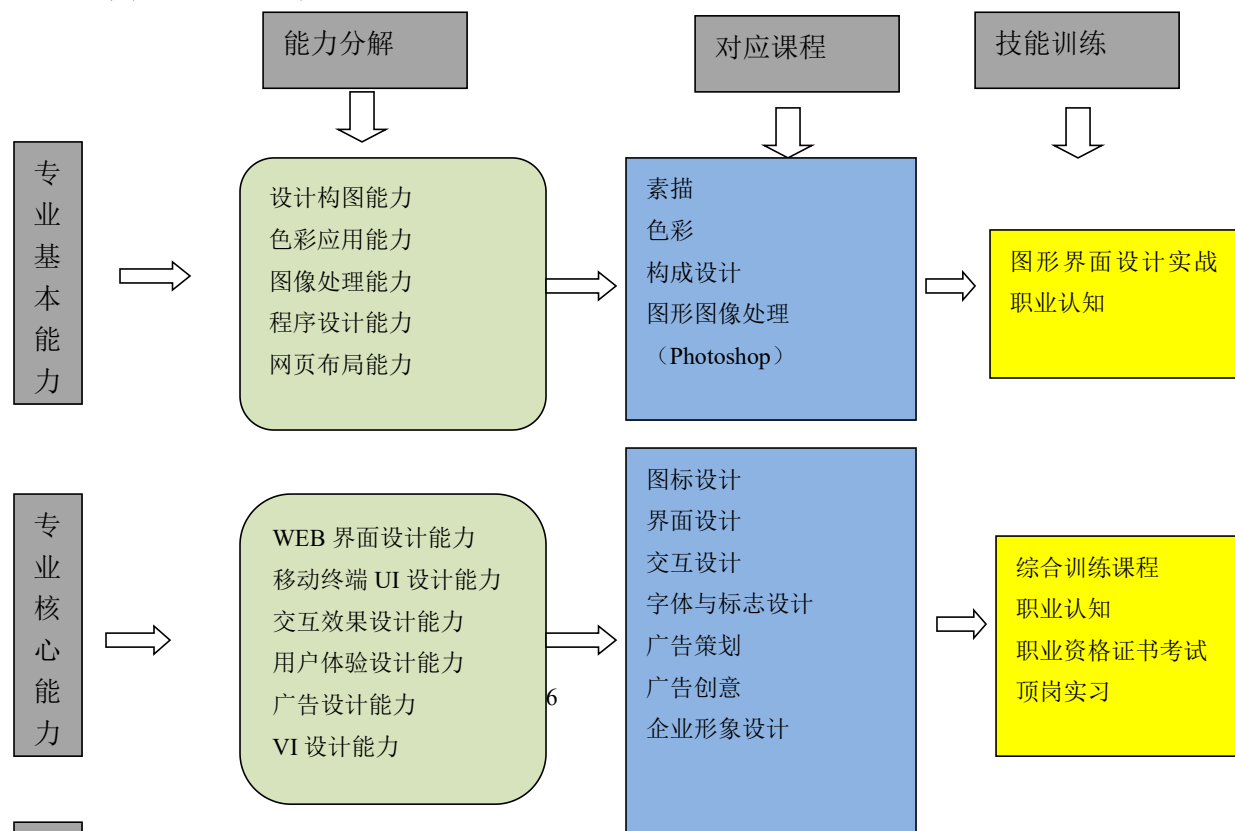 能力分解
对应课程
技能训练
专业基本能力
设计构图能力
色彩应用能力
图像处理能力
程序设计能力
网页布局能力
素描
色彩
构成设计
图形图像处理
（Photoshop）
图形界面设计实战
职业认知
专业核心能力
WEB 界面设计能力
移动终端 UI 设计能力
交互效果设计能力
用户体验设计能力
广告设计能力
VI 设计能力
6
图标设计
界面设计
交互设计
字体与标志设计
广告策划
广告创意
企业形象设计
综合训练课程
职业认知
职业资格证书考试
顶岗实习